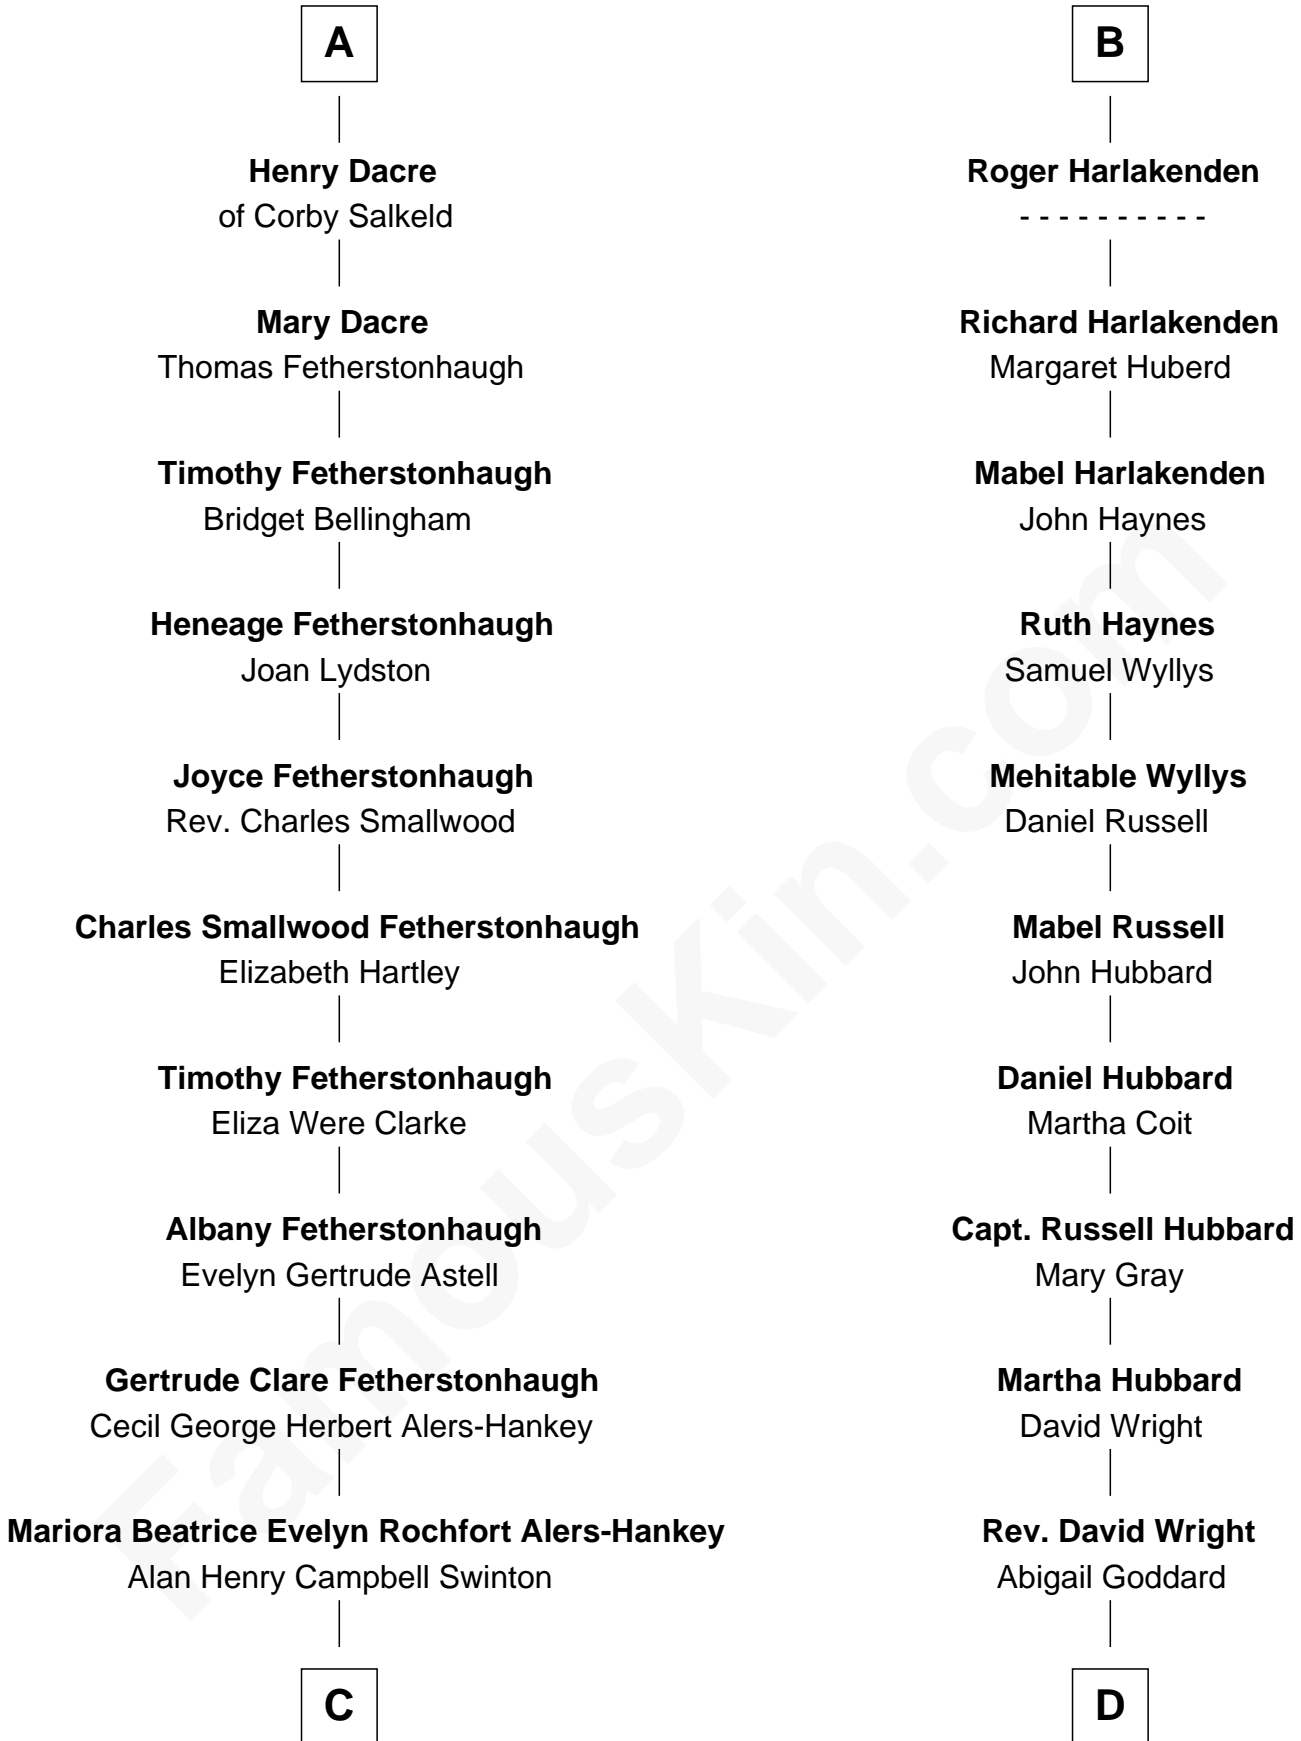 A
Henry Dacre
of Corby Salkeld
Mary Dacre
Thomas Fetherstonhaugh
Timothy Fetherstonhaugh
Bridget Bellingham
Heneage Fetherstonhaugh
Joan Lydston
Joyce Fetherstonhaugh
Rev. Charles Smallwood
Charles Smallwood Fetherstonhaugh
Elizabeth Hartley
Timothy Fetherstonhaugh
Eliza Were Clarke
Albany Fetherstonhaugh
Evelyn Gertrude Astell
Gertrude Clare Fetherstonhaugh
Cecil George Herbert Alers-Hankey
Mariora Beatrice Evelyn Rochfort Alers-Hankey
Alan Henry Campbell Swinton
C
B
Roger Harlakenden
- - - - - - - - - -
Richard Harlakenden
Margaret Huberd
Mabel Harlakenden
John Haynes
Ruth Haynes
Samuel Wyllys
Mehitable Wyllys
Daniel Russell
Mabel Russell
John Hubbard
Daniel Hubbard
Martha Coit
Capt. Russell Hubbard
Mary Gray
Martha Hubbard
David Wright
Rev. David Wright
Abigail Goddard
D
FamousKin.com